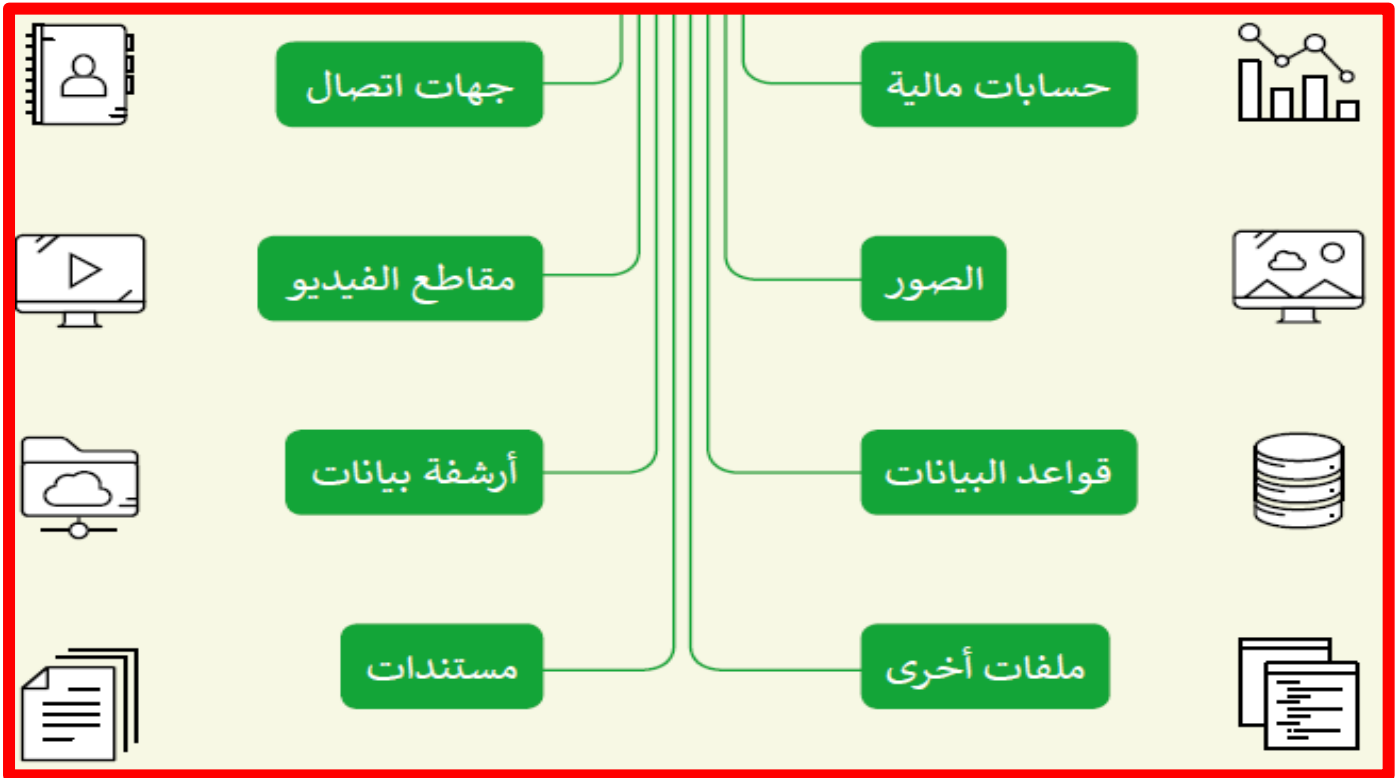 حسابات مالية
جهات اتصال
الصور
مقاطع الفيديو
قواعد البيانات
أرشفة بيانات
ملفات أخرى
مستندات